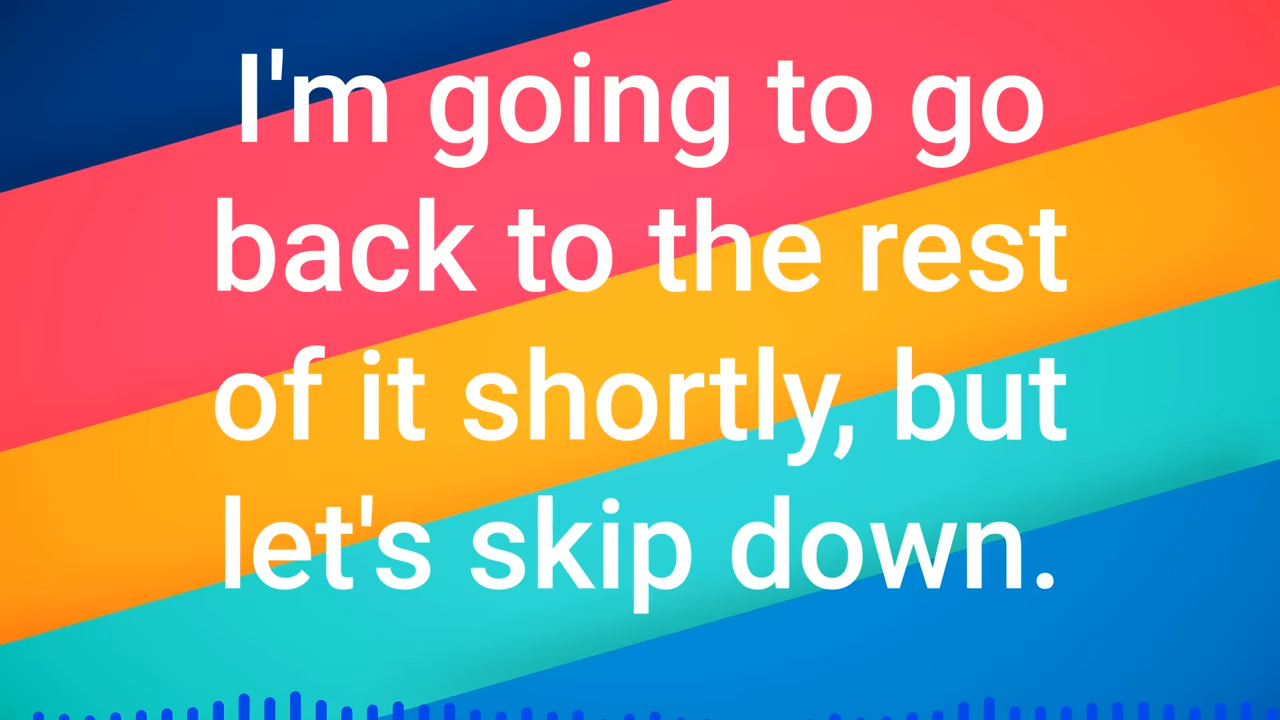 I'm going to go
back to the rest
of it shortly, but
let's skip down.